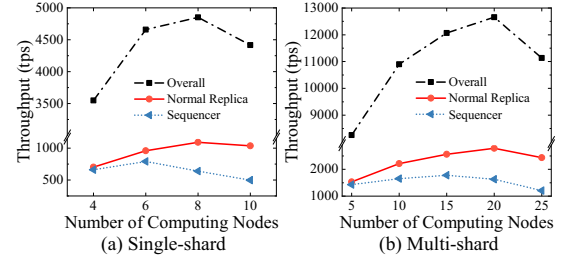 5000
4500
3500
1000
500
Throughput (tps)
Overall
Normal Replica
Sequencer
4 6 8 10
Number of Computing Nodes
(a) Single-shard
13000
12000
11000
10000
9000
2000
1000
Throughput (tps)
Overall
Normal Replica
Sequencer
5 10 15 20 25
Number of Computing Nodes
(b) Multi-shard